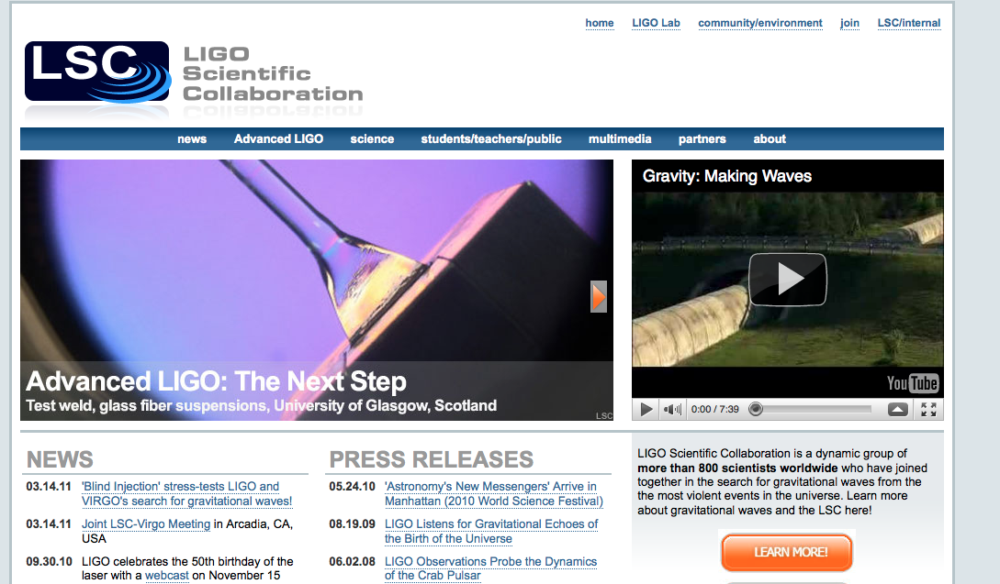 home LIGO Lab community/environment join LSC/internal
LSC
LIGO
Scientific
Collaboration
news Advanced LIGO science students/teachers/public multimedia partners about
Advanced LIGO: The Next Step
Test weld, glass fiber suspensions, University of Glasgow, Scotland
LSC
Gravity: Making Waves
YouTube
0:00 / 7:39
NEWS
03.14.11 'Blind Injection' stress-tests LIGO and
VIRGO's search for gravitational waves!
03.14.11 Joint LSC-Virgo Meeting in Arcadia, CA,
USA
09.30.10 LIGO celebrates the 50th birthday of the
laser with a webcast on November 15
PRESS RELEASES
05.24.10 'Astronomy's New Messengers' Arrive in
Manhattan (2010 World Science Festival)
08.19.09 LIGO Listens for Gravitational Echoes of
the Birth of the Universe
06.02.08 LIGO Observations Probe the Dynamics
of the Crab Pulsar
LIGO Scientific Collaboration is a dynamic group of
more than 800 scientists worldwide who have joined
together in the search for gravitational waves from the
the most violent events in the universe. Learn more
about gravitational waves and the LSC here!
LEARN MORE!